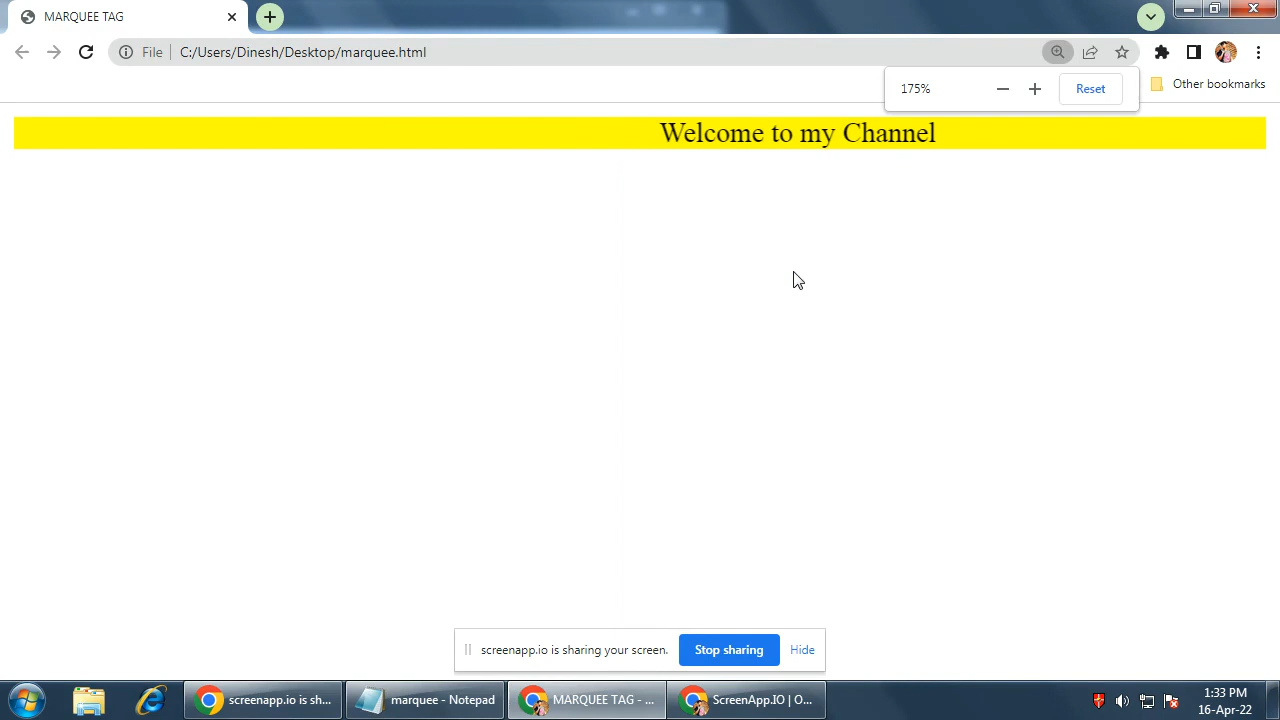 MARQUEE TAG
File C:/Users/Dinesh/Desktop/marquee.html
175% Reset
Other bookmarks
Welcome to my Channel
screenapp.io is sharing your screen. Stop sharing Hide
screenapp.io is sh... marquee - Notepad MARQUEE TAG - ... ScreenApp.IO | O...
1:33 PM
16-Apr-22